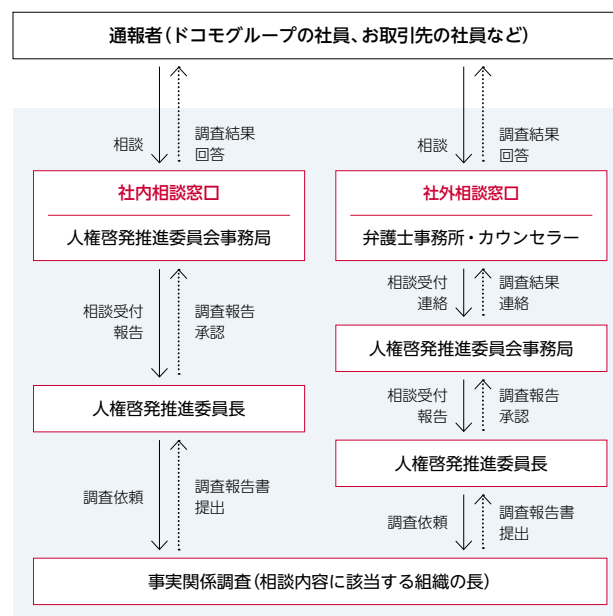 通報者（ドコモグループの社員、お取引先の社員など）
相談
調査結果
回答
相談
調査結果
回答
社内相談窓口
人権啓発推進委員会事務局
社外相談窓口
弁護士事務所・カウンセラー
相談受付
報告
調査報告
承認
相談受付
連絡
調査結果
連絡
人権啓発推進委員会事務局
人権啓発推進委員長
相談受付
報告
調査報告
承認
人権啓発推進委員長
調査依頼
調査報告書
提出
調査依頼
調査報告書
提出
事実関係調査（相談内容に該当する組織の長）